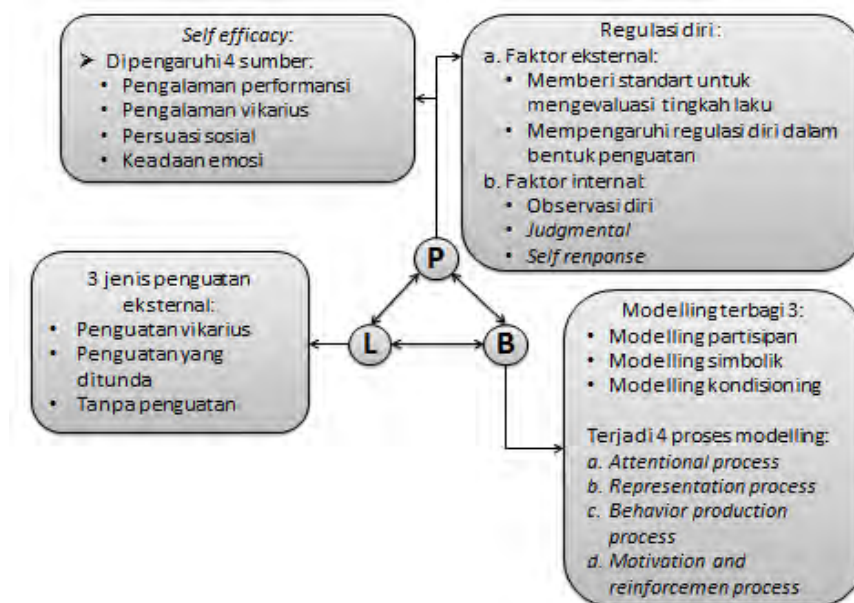 Self efficacy:
➤ Dipengaruhi 4 sumber:
• Pengalaman performansi
• Pengalaman vikarius
• Persuasi sosial
• Keadaan emosi
Regulasi diri:
a. Faktor eksternal:
• Memberi standart untuk
mengevaluasi tingkah laku
• Mempengaruhi regulasi diri dalam
bentuk penguatan
b. Faktor internal:
• Observasi diri
• Judgmental
• Self renponse
P
L
B
3 jenis penguatan
eksternal:
• Penguatan vikarius
• Penguatan yang
ditunda
• Tanpa penguatan
Modelling terbagi 3:
• Modelling partisipan
• Modelling simbolik
• Modelling kondisioning
Terjadi 4 proses modelling:
a. Attentional process
b. Representation process
c. Behavior production
process
d. Motivation and
reinforcemen process